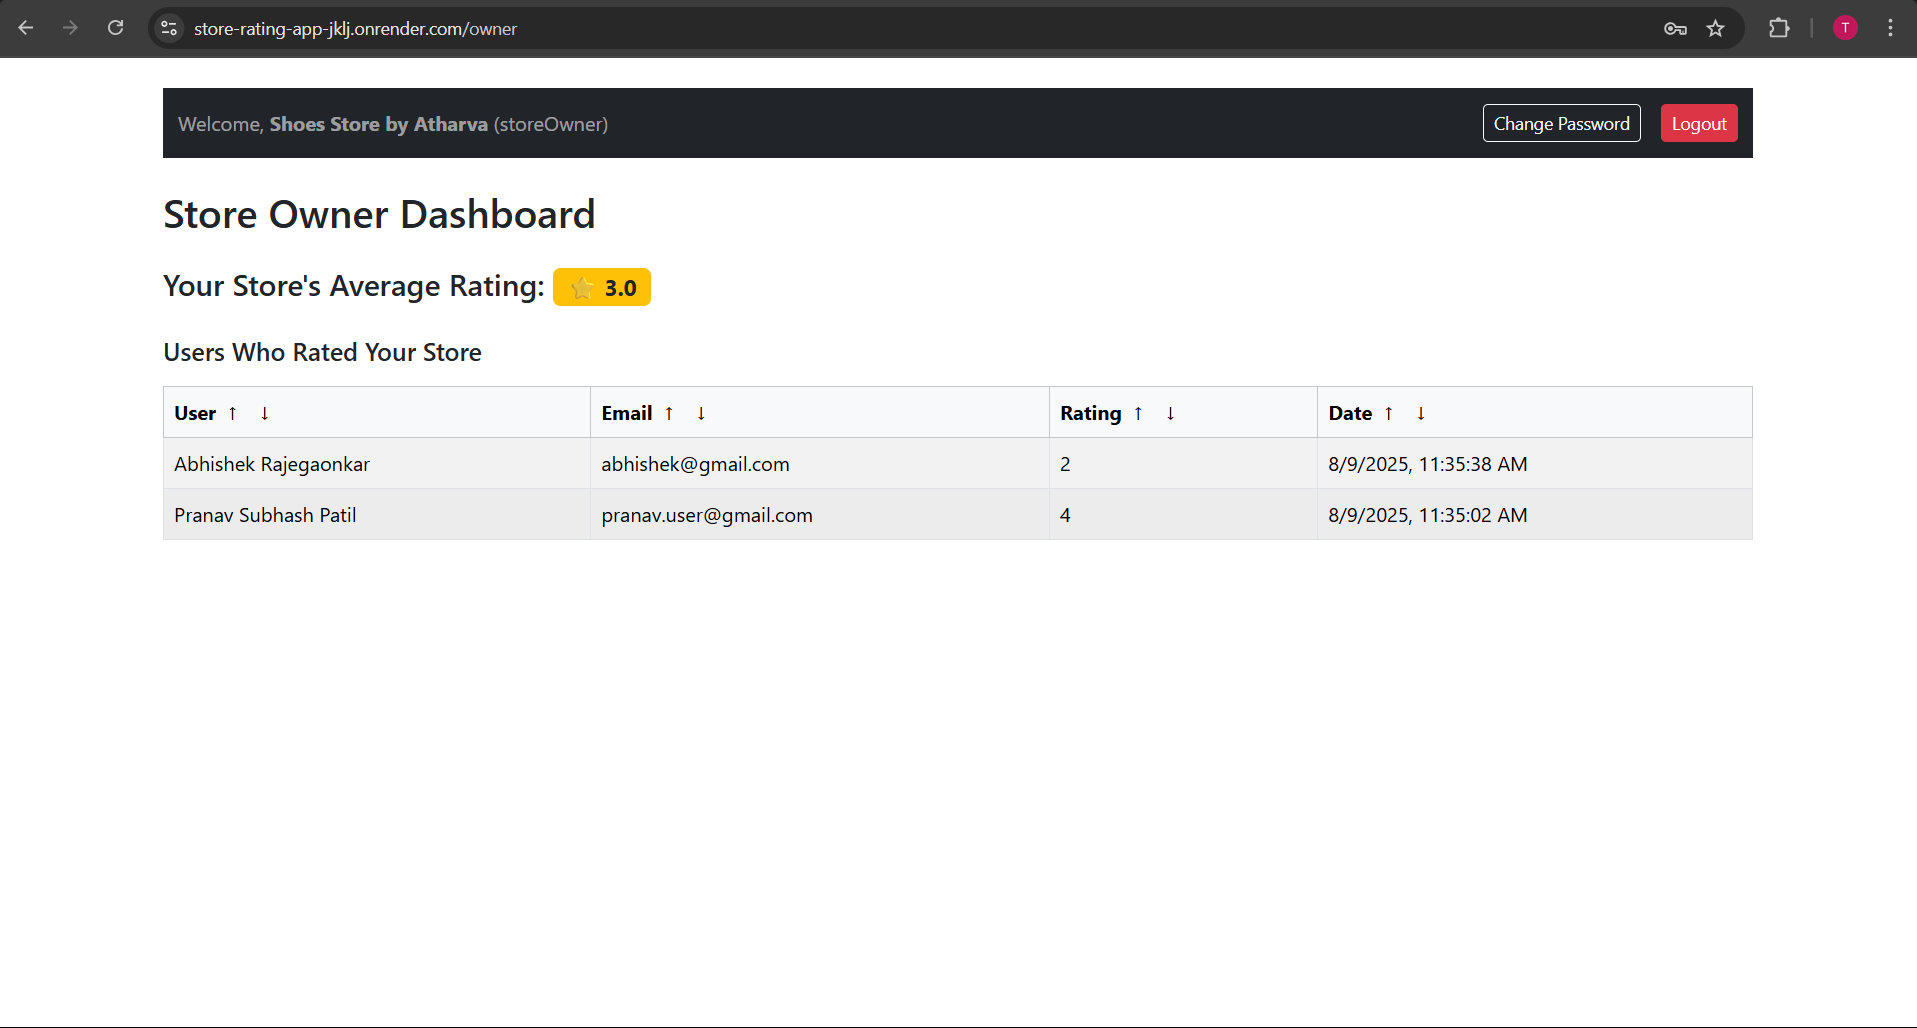 store-rating-app-jklj.onrender.com/owner
T
Welcome, Shoes Store by Atharva (storeOwner)
Change Password
Logout
Store Owner Dashboard
Your Store's Average Rating: ⭐ 3.0
Users Who Rated Your Store
User ↑ ↓ Email ↑ ↓ Rating ↑ ↓ Date ↑ ↓
Abhishek Rajegaonkar abhishek@gmail.com 2 8/9/2025, 11:35:38 AM
Pranav Subhash Patil pranav.user@gmail.com 4 8/9/2025, 11:35:02 AM